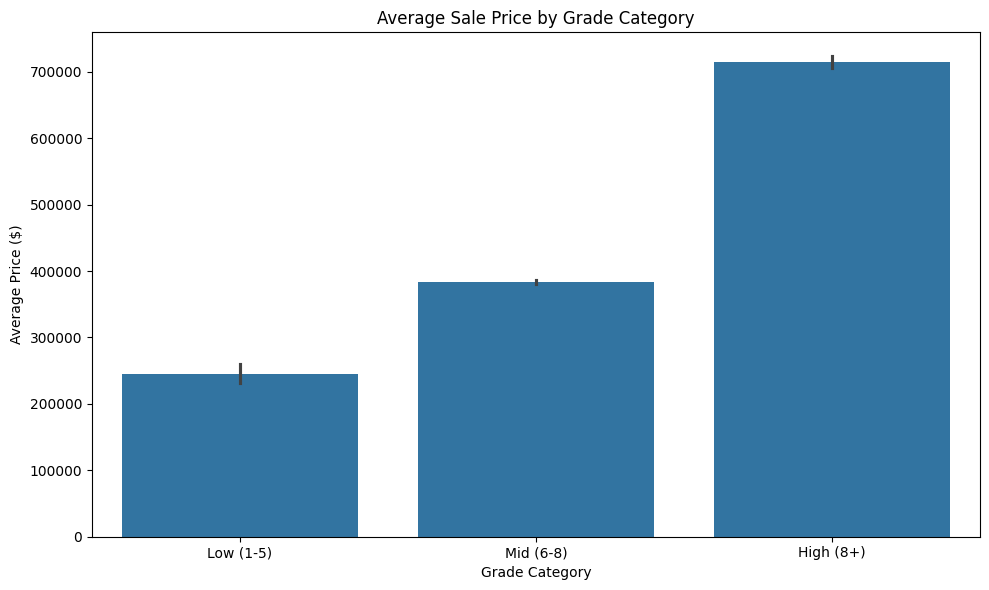 Average Sale Price by Grade Category
Average Price ($)
700000
600000
500000
400000
300000
200000
100000
0
Low (1-5)
Mid (6-8)
High (8+)
Grade Category